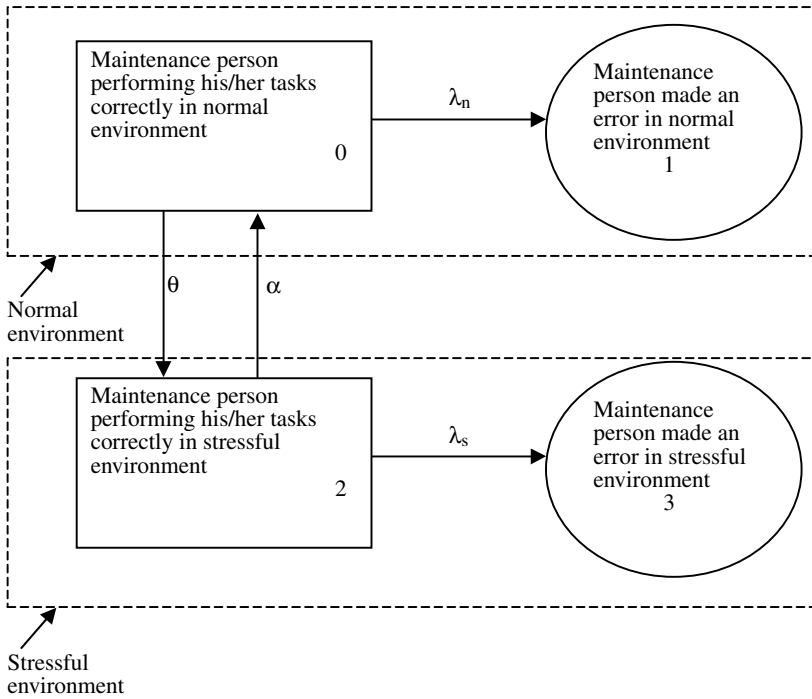 Maintenance person
performing his/her tasks
correctly in normal
environment
0
λn
Maintenance
person made an
error in normal
environment
1
θ
α
Normal
environment
Maintenance person
performing his/her tasks
correctly in stressful
environment
2
λs
Maintenance
person made an
error in stressful
environment
3
Stressful
environment